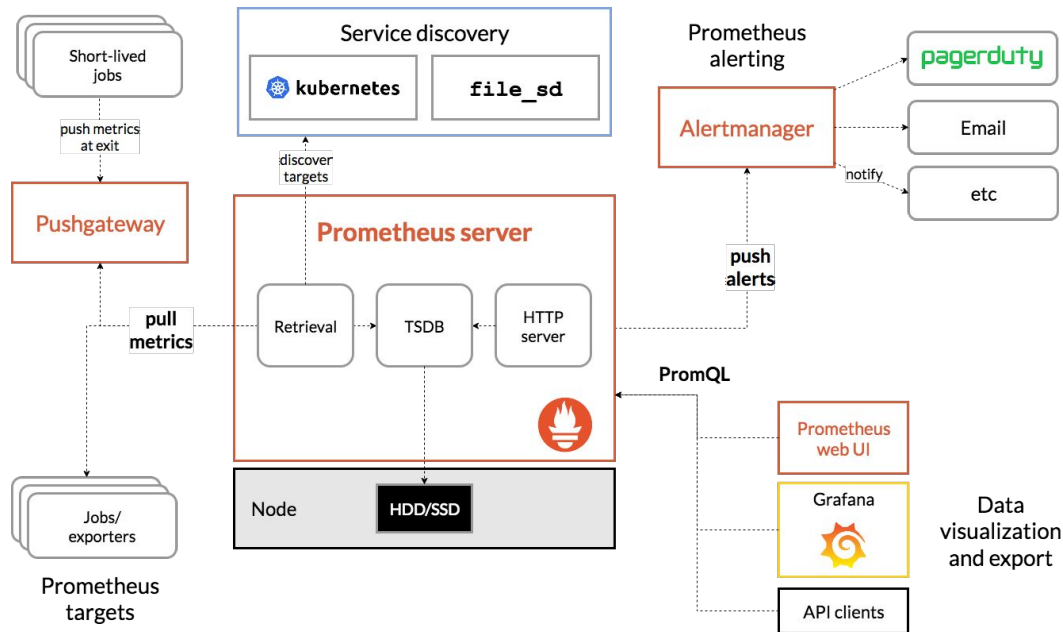 Short-lived
jobs
push metrics
at exit
Pushgateway
pull
metrics
Jobs/
exporters
Prometheus
targets
Service discovery
kubernetes
file_sd
discover
targets
Prometheus server
Retrieval
TSDB
HTTP
server
Node
HDD/SSD
Prometheus
alerting
Alertmanager
pagerduty
Email
notify
etc
push
alerts
PromQL
Prometheus
web UI
Grafana
API clients
Data
visualization
and export